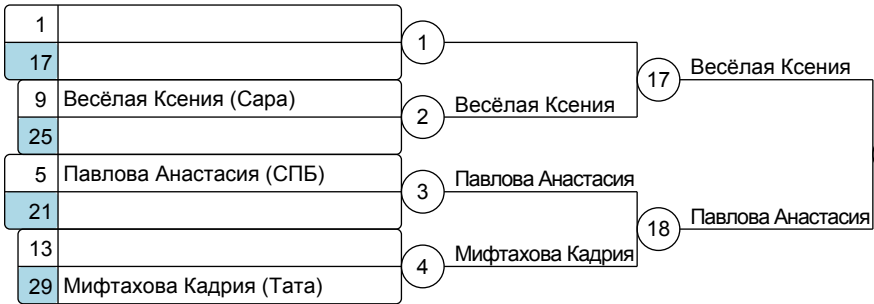 1
17
9 Весёлая Ксения (Сара)
25
5 Павлова Анастасия (СПБ)
21
13
29 Мифтахова Кадрия (Тата)
1
2
3
4
Весёлая Ксения
Павлова Анастасия
Мифтахова Кадрия
17
18
Весёлая Ксения
Павлова Анастасия